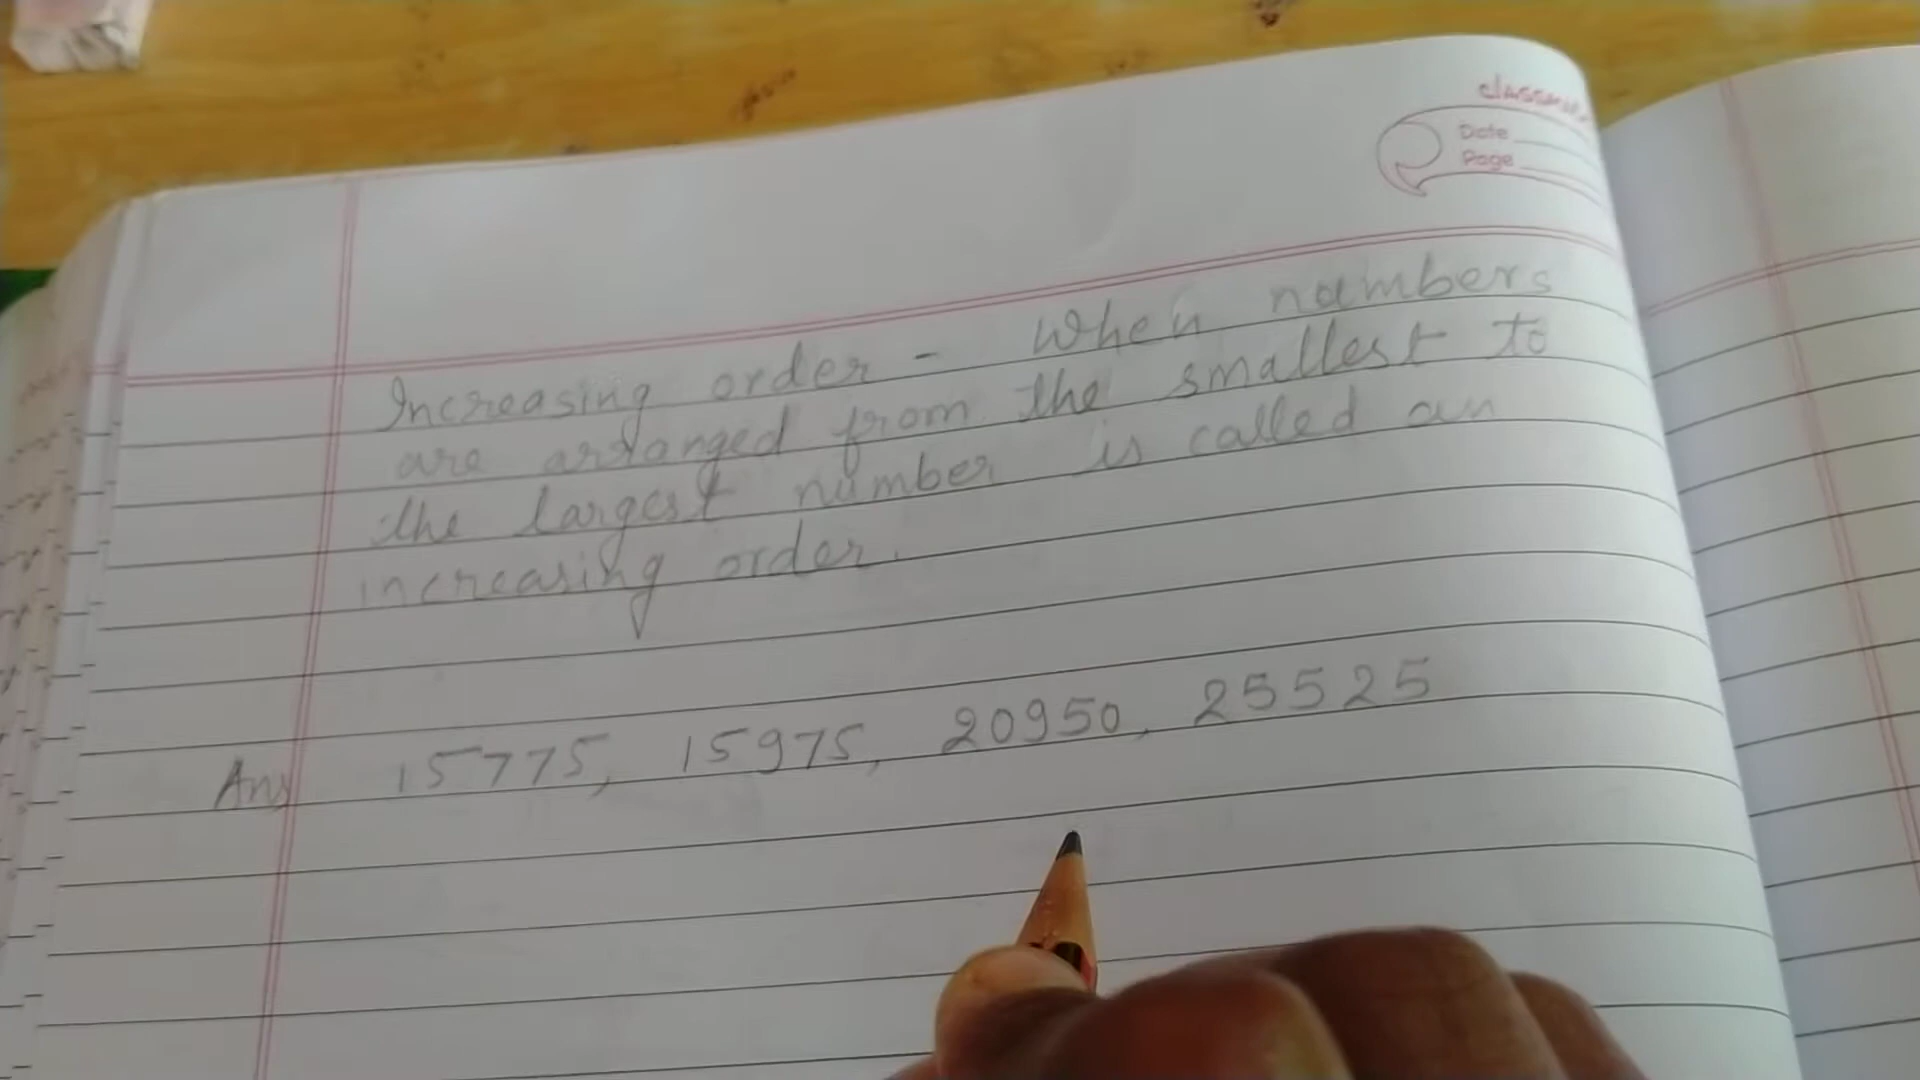 classmate
Date
Page
Increasing order - When numbers
are arranged from the smallest to
the largest number is called an
increasing order.
Ans 15775, 15975, 20950, 25525